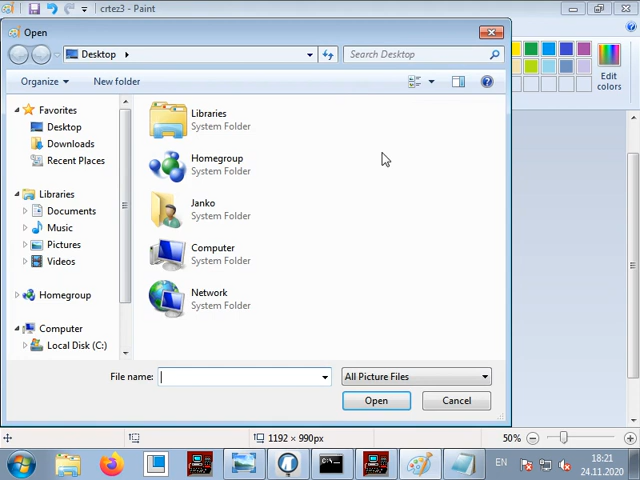 crtez3 - Paint
Open
Desktop
Search Desktop
Organize
New folder
Favorites
Desktop
Downloads
Recent Places
Libraries
Documents
Music
Pictures
Videos
Homegroup
Computer
Local Disk (C:)
Libraries
System Folder
Homegroup
System Folder
Janko
System Folder
Computer
System Folder
Network
System Folder
Edit
colors
File name:
All Picture Files
Open
Cancel
1192 × 990px
50%
EN
18:21
24.11.2020